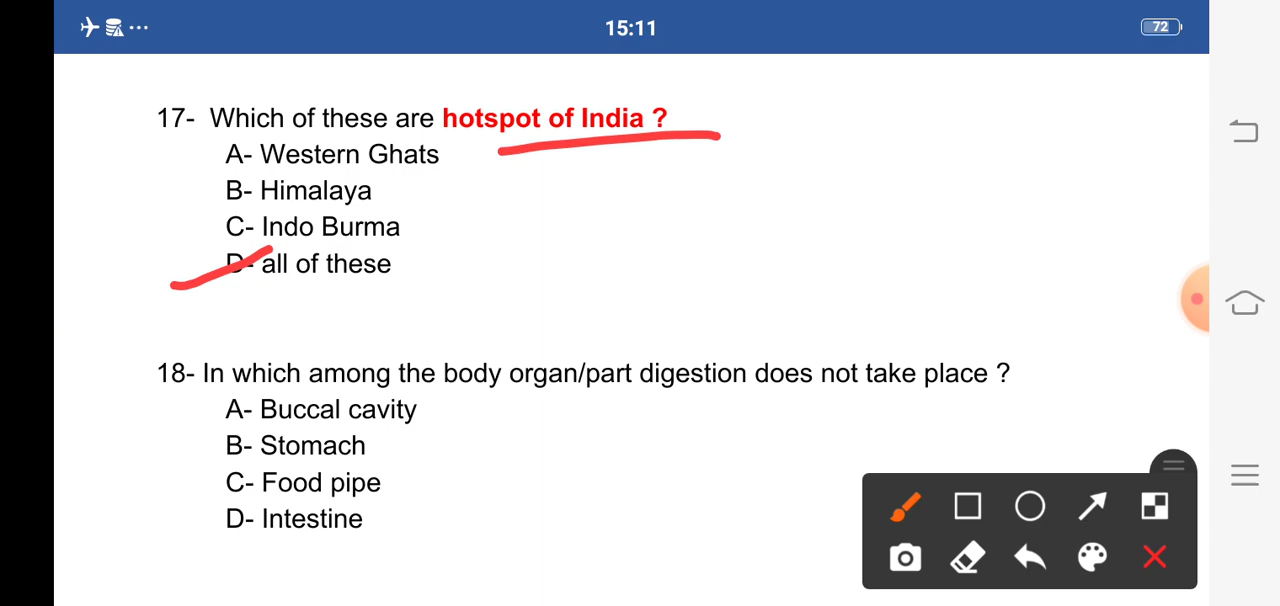 15:11
72
17- Which of these are hotspot of India ?
A- Western Ghats
B- Himalaya
C- Indo Burma
D- all of these
18- In which among the body organ/part digestion does not take place ?
A- Buccal cavity
B- Stomach
C- Food pipe
D- Intestine